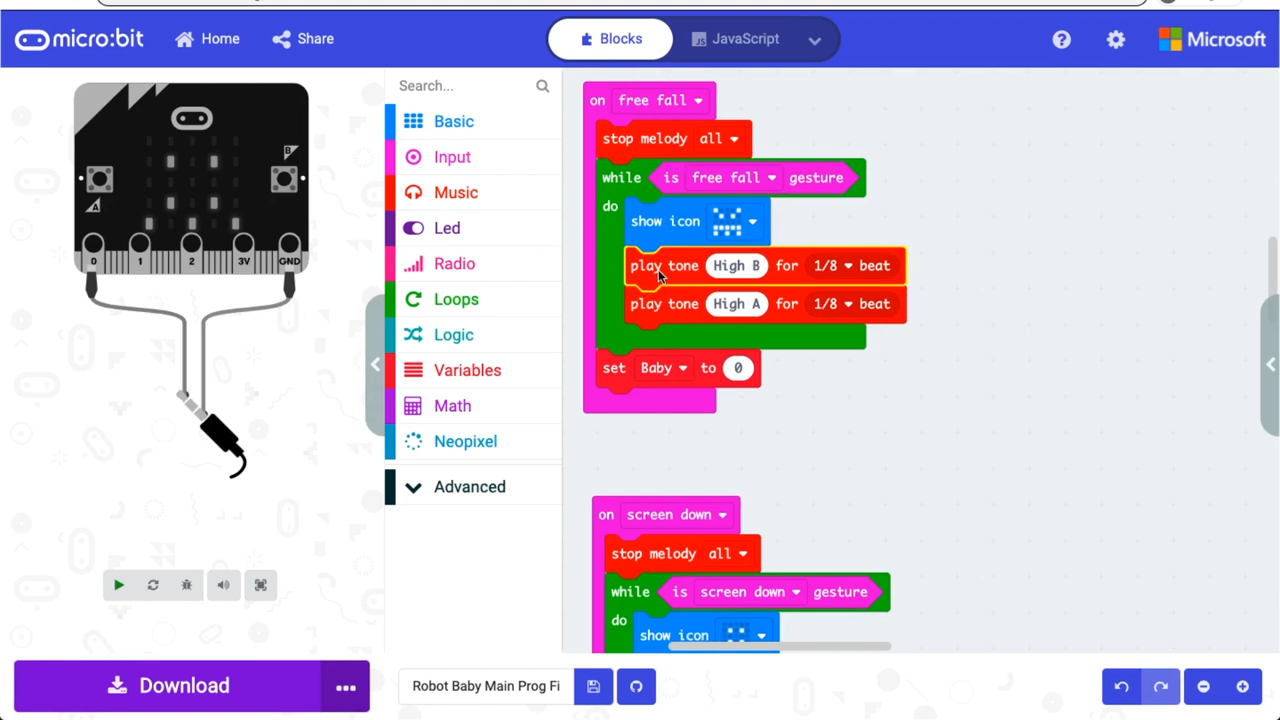 micro:bit Home Share Blocks JavaScript Microsoft
Search...
Basic
Input
Music
Led
Radio
Loops
Logic
Variables
Math
Neopixel
Advanced
A
B
0 1 2 3V GND
on free fall
stop melody all
while is free fall gesture
do show icon
play tone High B for 1/8 beat
play tone High A for 1/8 beat
set Baby to 0
on screen down
stop melody all
while is screen down gesture
do show icon
Download ... Robot Baby Main Prog Fi